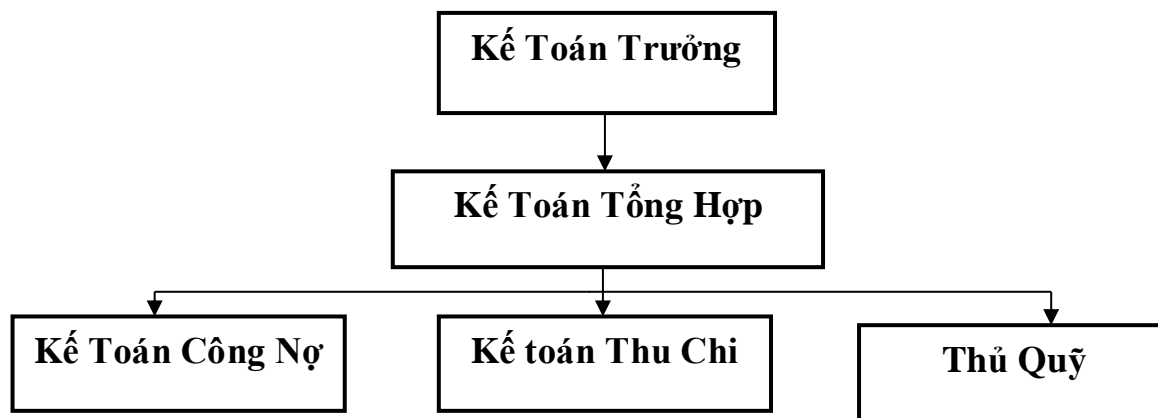 Kế Toán Trưởng
Kế Toán Tổng Hợp
Kế Toán Công Nợ
Kế toán Thu Chi
Thủ Quỹ